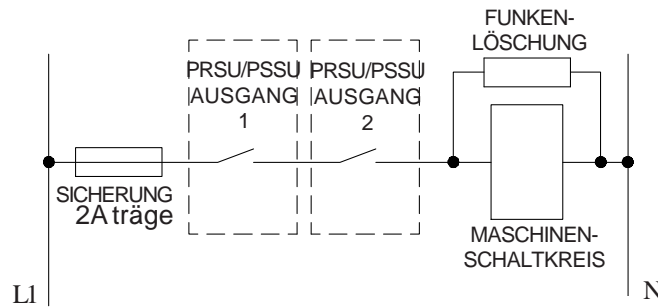 FUNKEN-
LÖSCHUNG
PRSU/PSSU
AUSGANG
1
PRSU/PSSU
AUSGANG
2
SICHERUNG
2A träge
MASCHINEN-
SCHALTKREIS
L1
N